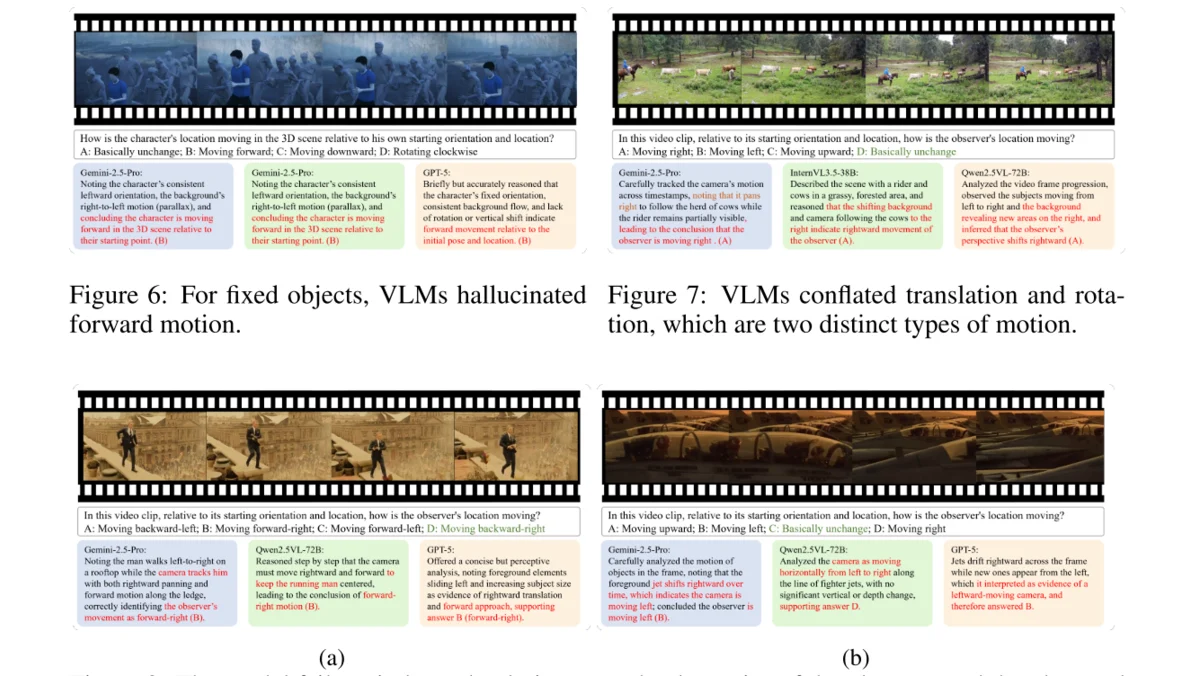 How is the character's location moving in the 3D scene relative to his own starting orientation and location?
A: Basically unchange; B: Moving forward; C: Moving downward; D: Rotating clockwise
Gemini-2.5-Pro:
Noting the character's consistent
leftward orientation, the background's
right-to-left motion (parallax), and
concluding the character is moving
forward in the 3D scene relative to
their starting point. (B)
Gemini-2.5-Pro:
Noting the character's consistent
leftward orientation, the background's
right-to-left motion (parallax), and
concluding the character is moving
forward in the 3D scene relative to
their starting point. (B)
GPT-5:
Briefly but accurately reasoned that
the character's fixed orientation,
consistent background flow, and lack
of rotation or vertical shift indicate
forward movement relative to the
initial pose and location. (B)
Figure 6: For fixed objects, VLMs hallucinated
forward motion.
In this video clip, relative to its starting orientation and location, how is the observer's location moving?
A: Moving right; B: Moving left; C: Moving upward; D: Basically unchange
Gemini-2.5-Pro:
Carefully tracked the camera's motion
across timestamps, noting that it pans
right to follow the herd of cows while
the rider remains partially visible,
leading to the conclusion that the
observer is moving right . (A)
InternVL3.5-38B:
Described the scene with a rider and
cows in a grassy, forested area, and
reasoned that the shifting background
and camera following the cows to the
right indicate rightward movement of
the observer (A).
Qwen2.5VL-72B:
Analyzed the video frame progression,
observed the subjects moving from
left to right and the background
revealing new areas on the right, and
inferred that the observer's
perspective shifts rightward (A).
Figure 7: VLMs conflated translation and rota-
tion, which are two distinct types of motion.
In this video clip, relative to its starting orientation and location, how is the observer's location moving?
A: Moving backward-left; B: Moving forward-right; C: Moving forward-left; D: Moving backward-right
Gemini-2.5-Pro:
Noting the man walks left-to-right on
a rooftop while the camera tracks him
with both rightward panning and
forward motion along the ledge,
correctly identifying the observer's
movement as forward-right (B).
Qwen2.5VL-72B:
Reasoned step by step that the camera
must move rightward and forward to
keep the running man centered,
leading to the conclusion of forward-
right motion (B).
GPT-5:
Offered a concise but perceptive
analysis, noting foreground elements
sliding left and increasing subject size
as evidence of rightward translation
and forward approach, supporting
answer B (forward-right).
(a)
In this video clip, relative to its starting orientation and location, how is the observer's location moving?
A: Moving upward; B: Moving left; C: Basically unchange; D: Moving right
Gemini-2.5-Pro:
Carefully analyzed the motion of
objects in the frame, noting that the
foreground jet shifts rightward over
time, which indicates the camera is
moving left; concluded the observer is
moving left (B).
Qwen2.5VL-72B:
Analyzed the camera as moving
horizontally from left to right along
the line of fighter jets, with no
significant vertical or depth change,
supporting answer D.
GPT-5:
Jets drift rightward across the frame
while new ones appear from the left,
which it interpreted as evidence of a
leftward-moving camera, and
therefore answered B.
(b)